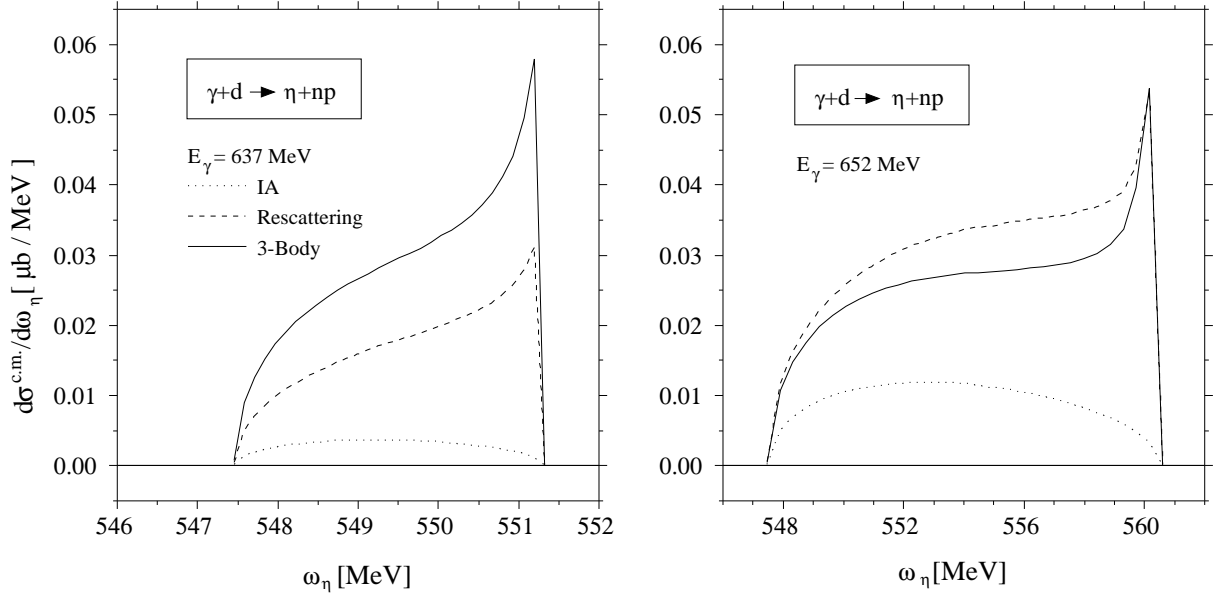 dσ^c.m./dω_η [ μb / MeV ]
0.06
0.05
0.04
0.03
0.02
0.01
0.00
γ+d → η+np
E_γ = 637 MeV
IA
Rescattering
3-Body
546 547 548 549 550 551 552
ω_η [MeV]
0.06
0.05
0.04
0.03
0.02
0.01
0.00
γ+d → η+np
E_γ = 652 MeV
548 552 556 560
ω_η [MeV]